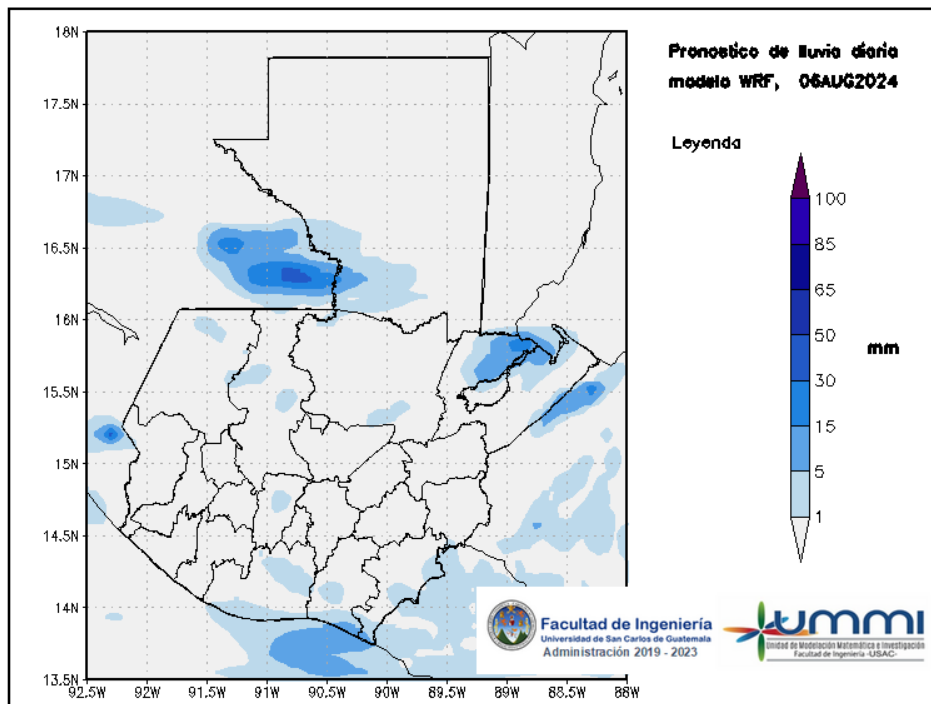 Pronostico de lluvia diaria
modelo WRF, 06AUG2024
Leyenda
100
85
65
50
30
15
5
1
mm
18N
17.5N
17N
16.5N
16N
15.5N
15N
14.5N
14N
13.5N
92.5W 92W 91.5W 91W 90.5W 90W 89.5W 89W 88.5W 88W
Facultad de Ingeniería
Universidad de San Carlos de Guatemala
Administración 2019 - 2023
UMMI
Unidad de Modelación Matemática e Investigación
Facultad de Ingeniería -USAC-